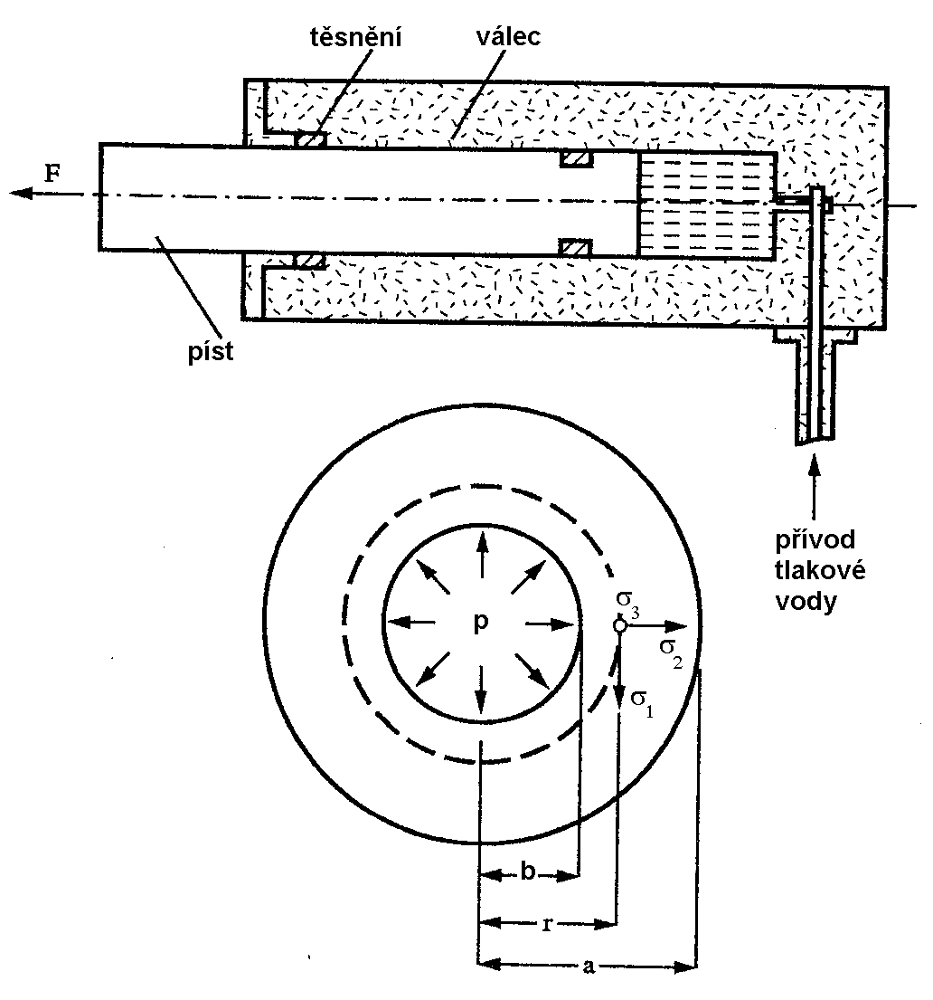 těsnění
válec
F
píst
přívod
tlakové
vody
p
σ3
σ2
σ1
b
r
a